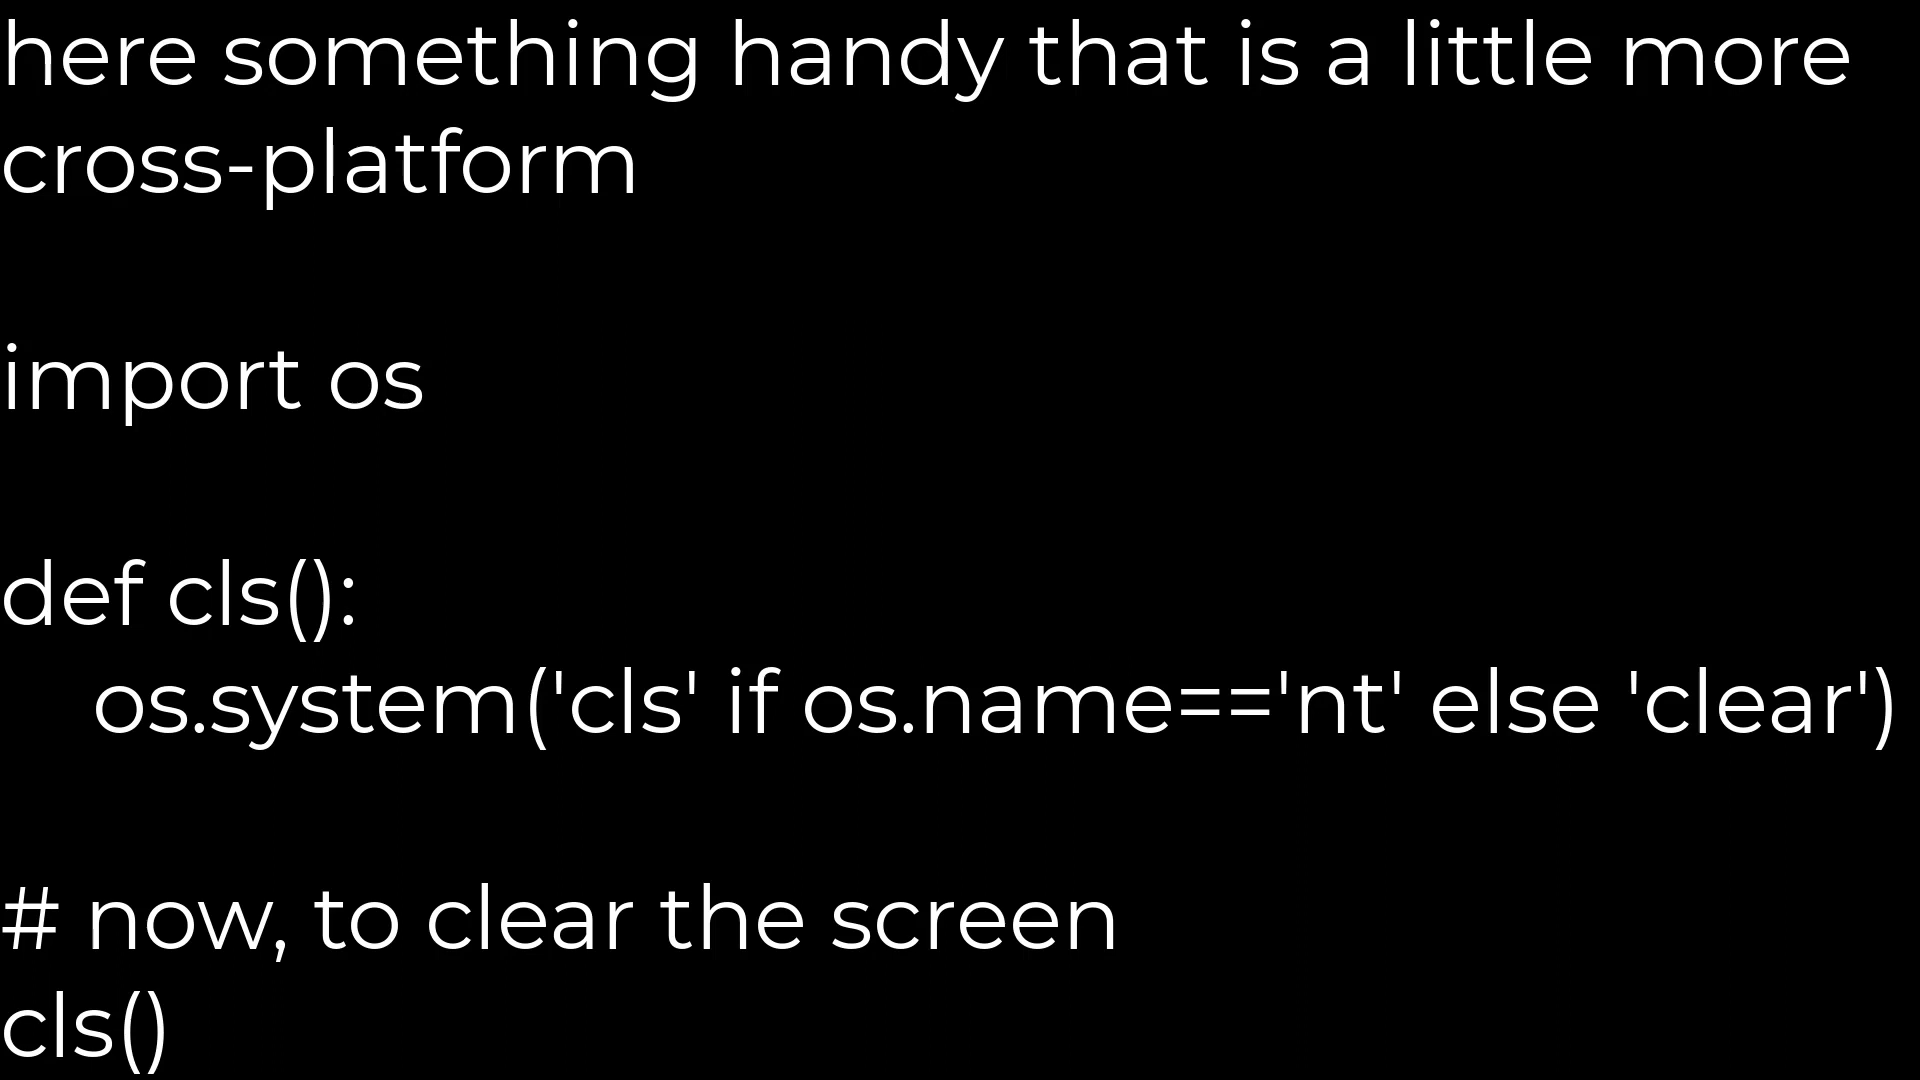 here something handy that is a little more
cross-platform
import os
def cls():
    os.system('cls' if os.name=='nt' else 'clear')
# now, to clear the screen
cls()